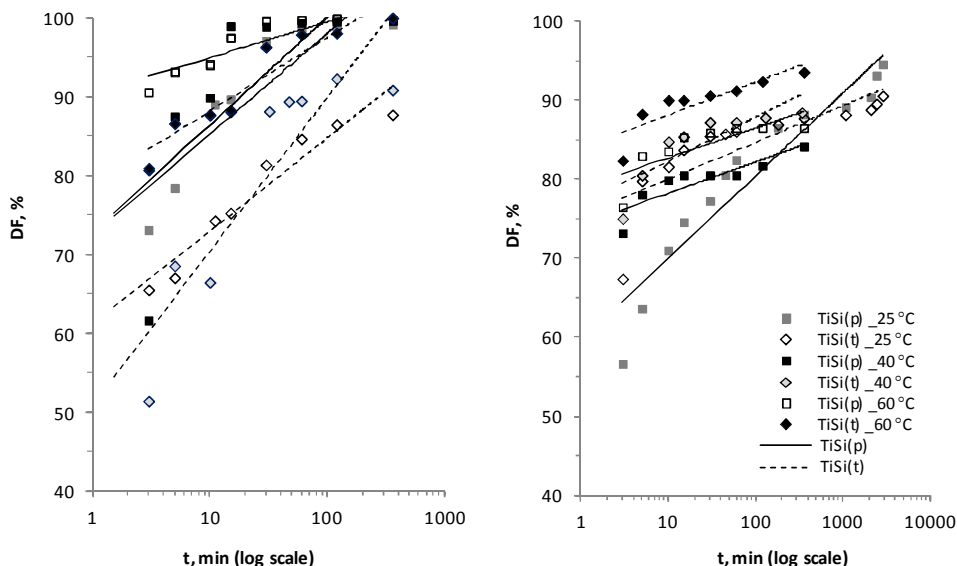 100
90
80
70
60
50
40
DF, %
1
10
100
1000
t, min (log scale)
100
90
80
70
60
50
40
DF, %
TiSi(p) _25 °C
TiSi(t) _25 °C
TiSi(p) _40 °C
TiSi(t) _40 °C
TiSi(p) _60 °C
TiSi(t) _60 °C
TiSi(p)
TiSi(t)
1
10
100
1000
10000
t, min (log scale)